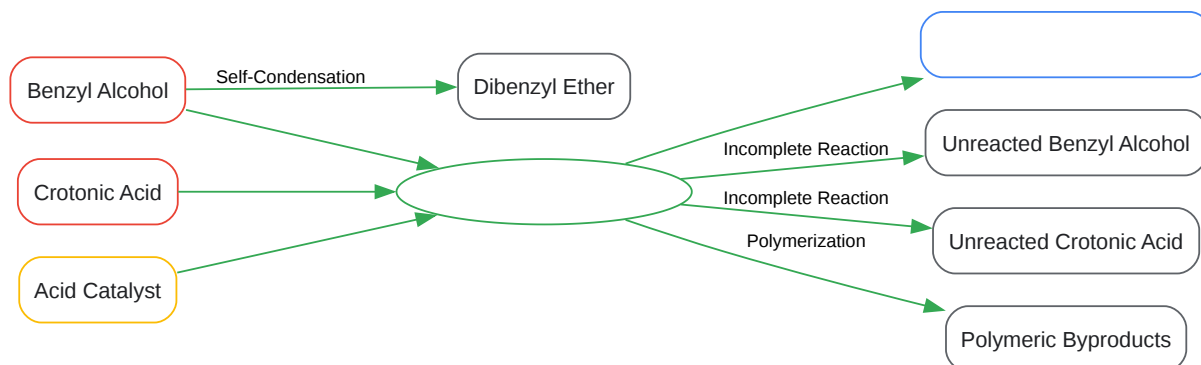 Benzyl Alcohol
Self-Condensation
Dibenzyl Ether
Crotonic Acid
Acid Catalyst
Incomplete Reaction
Unreacted Benzyl Alcohol
Incomplete Reaction
Unreacted Crotonic Acid
Polymerization
Polymeric Byproducts